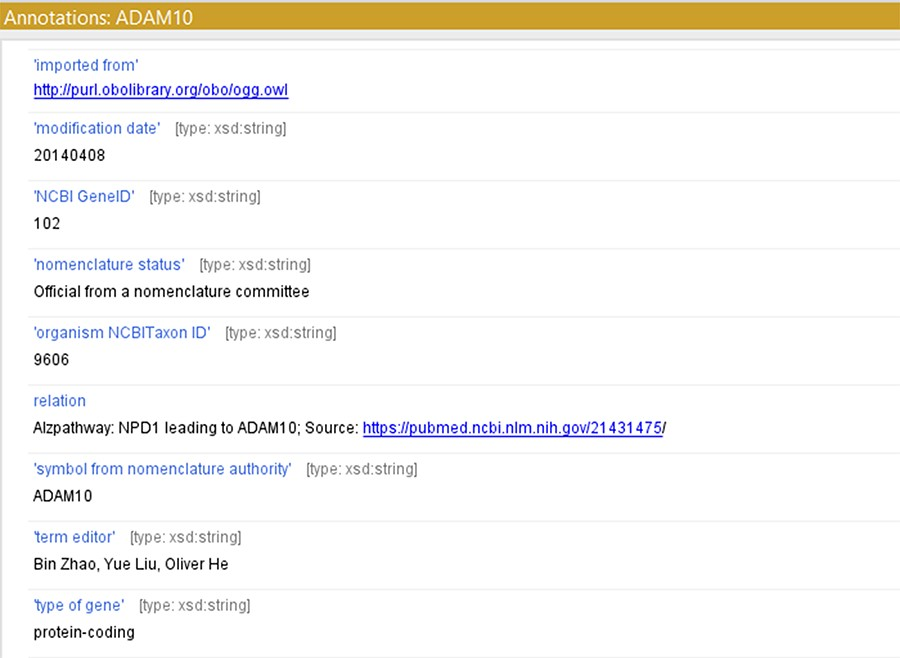 Annotations: ADAM10
'imported from'
http://purl.obolibrary.org/obo/ogg.owl
'modification date' [type: xsd:string]
20140408
'NCBI GeneID' [type: xsd:string]
102
'nomenclature status' [type: xsd:string]
Official from a nomenclature committee
'organism NCBITaxon ID' [type: xsd:string]
9606
relation
Alzpathway: NPD1 leading to ADAM10; Source: https://pubmed.ncbi.nlm.nih.gov/21431475/
'symbol from nomenclature authority' [type: xsd:string]
ADAM10
'term editor' [type: xsd:string]
Bin Zhao, Yue Liu, Oliver He
'type of gene' [type: xsd:string]
protein-coding